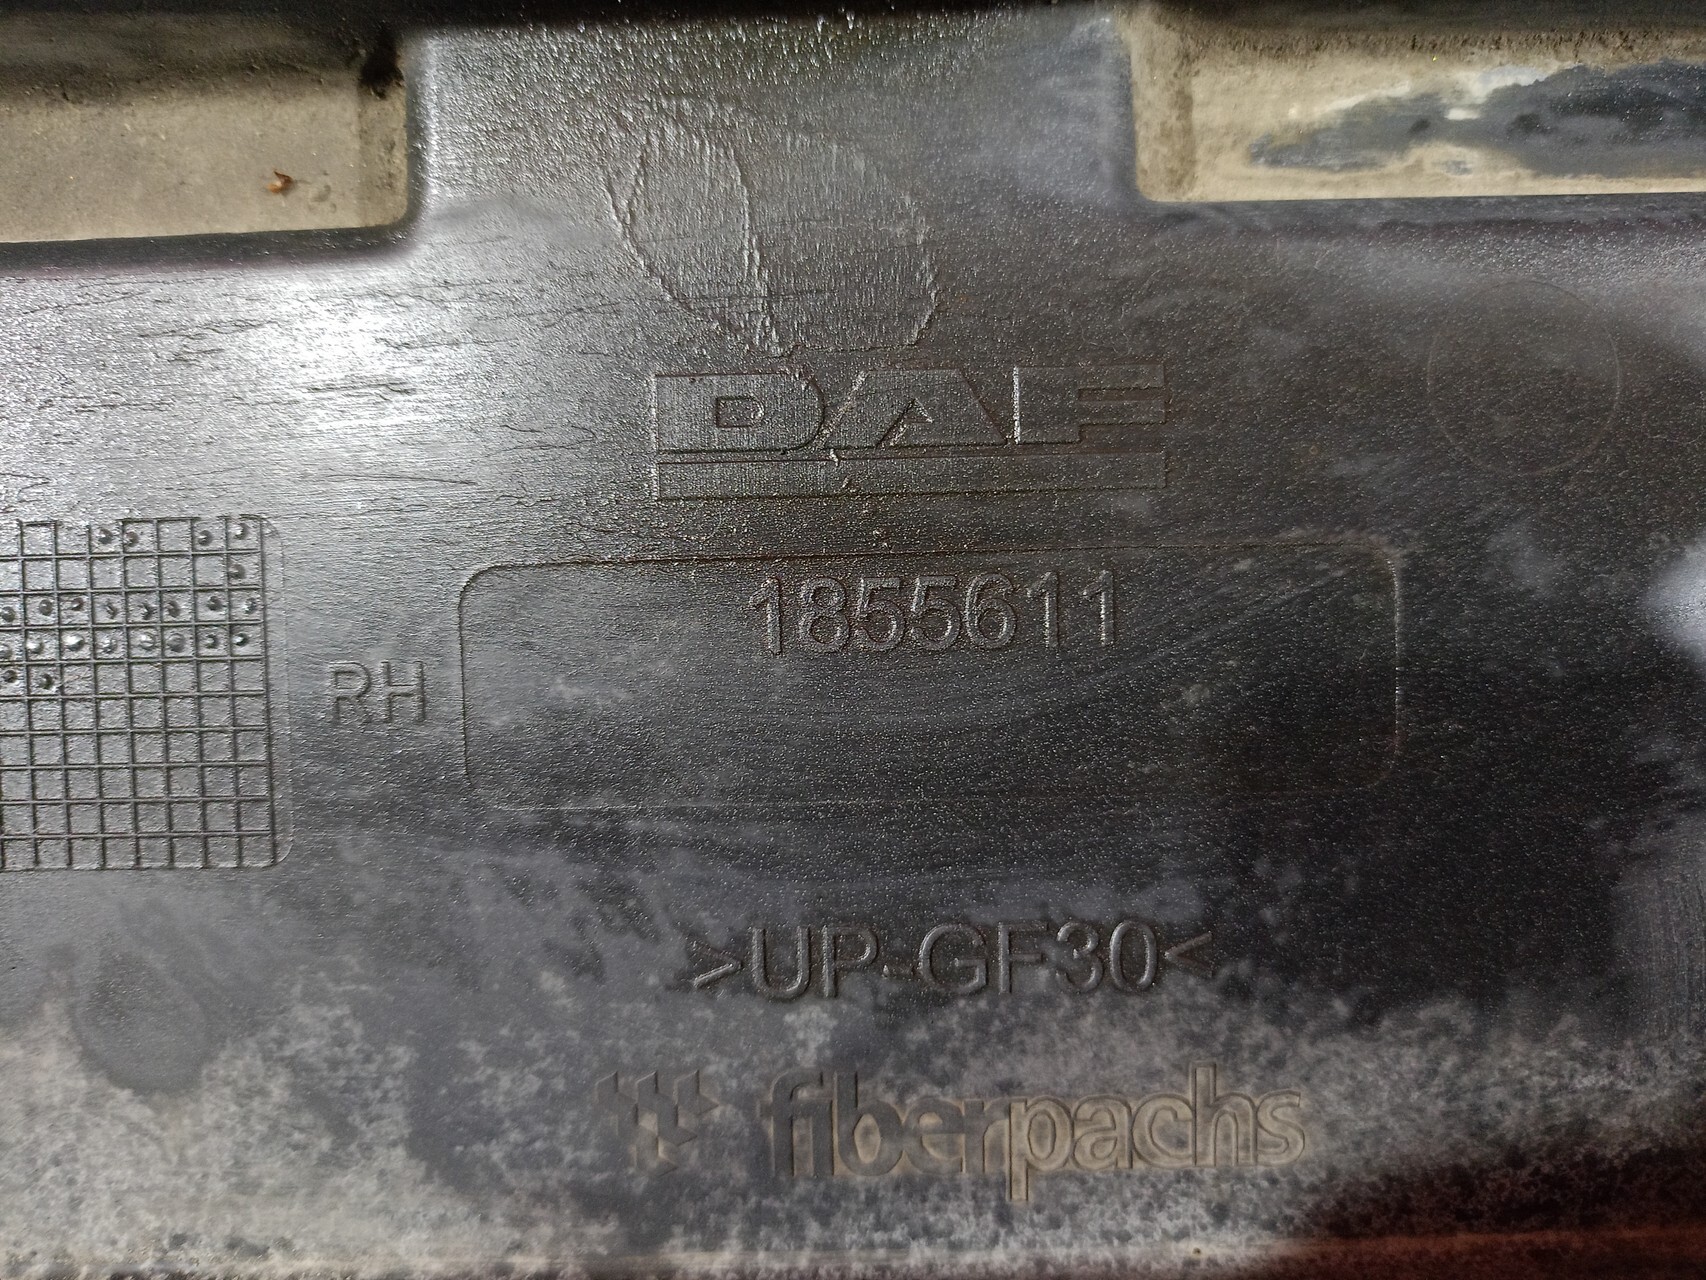 DAF
1855611
RH
>UP-GF30<
fiberpachs